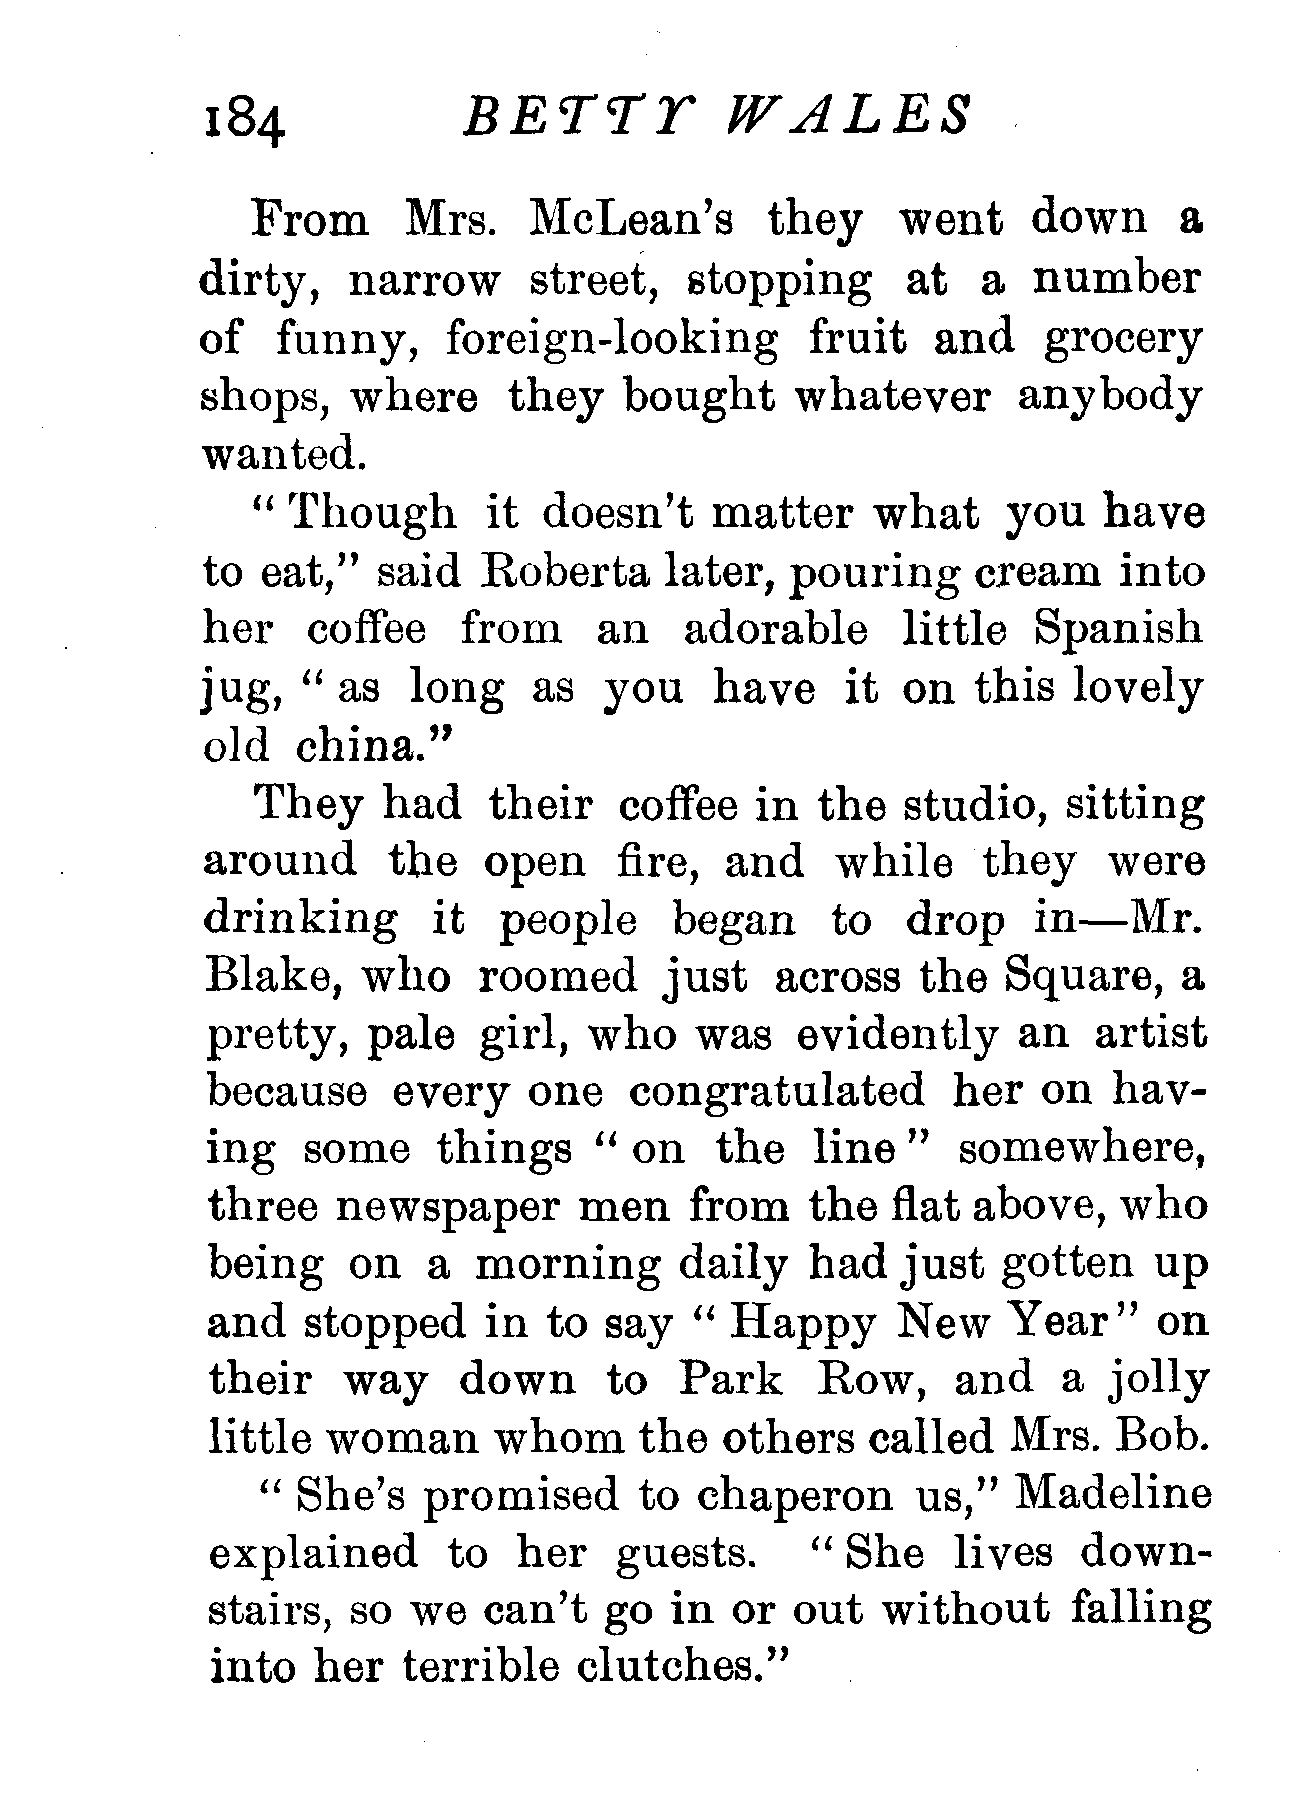 184 BETTY WALES
From Mrs. McLean's they went down a
dirty, narrow street, stopping at a number
of funny, foreign-looking fruit and grocery
shops, where they bought whatever anybody
wanted.
" Though it doesn't matter what you have
to eat," said Roberta later, pouring cream into
her coffee from an adorable little Spanish
jug, " as long as you have it on this lovely
old china."
They had their coffee in the studio, sitting
around the open fire, and while they were
drinking it people began to drop in—Mr.
Blake, who roomed just across the Square, a
pretty, pale girl, who was evidently an artist
because every one congratulated her on hav-
ing some things " on the line " somewhere,
three newspaper men from the flat above, who
being on a morning daily had just gotten up
and stopped in to say " Happy New Year" on
their way down to Park Row, and a jolly
little woman whom the others called Mrs. Bob.
" She's promised to chaperon us," Madeline
explained to her guests. " She lives down-
stairs, so we can't go in or out without falling
into her terrible clutches."